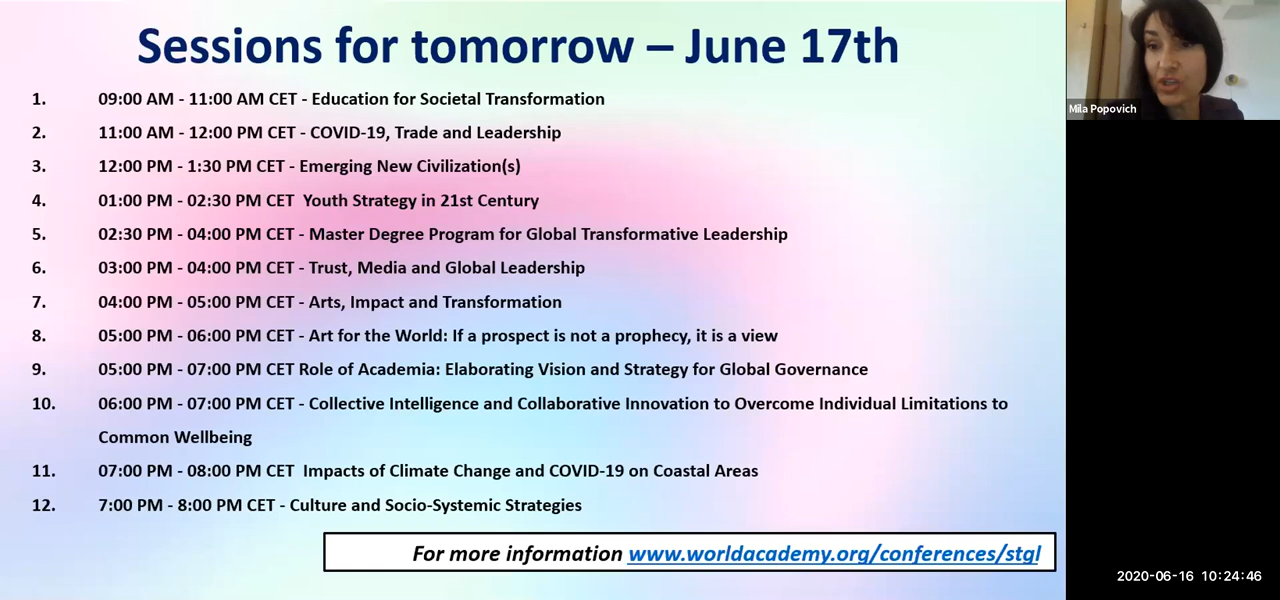 Sessions for tomorrow – June 17th
1. 09:00 AM - 11:00 AM CET - Education for Societal Transformation
2. 11:00 AM - 12:00 PM CET - COVID-19, Trade and Leadership
3. 12:00 PM - 1:30 PM CET - Emerging New Civilization(s)
4. 01:00 PM - 02:30 PM CET  Youth Strategy in 21st Century
5. 02:30 PM - 04:00 PM CET - Master Degree Program for Global Transformative Leadership
6. 03:00 PM - 04:00 PM CET - Trust, Media and Global Leadership
7. 04:00 PM - 05:00 PM CET - Arts, Impact and Transformation
8. 05:00 PM - 06:00 PM CET - Art for the World: If a prospect is not a prophecy, it is a view
9. 05:00 PM - 07:00 PM CET Role of Academia: Elaborating Vision and Strategy for Global Governance
10. 06:00 PM - 07:00 PM CET - Collective Intelligence and Collaborative Innovation to Overcome Individual Limitations to
Common Wellbeing
11. 07:00 PM - 08:00 PM CET  Impacts of Climate Change and COVID-19 on Coastal Areas
12. 7:00 PM - 8:00 PM CET - Culture and Socio-Systemic Strategies
For more information www.worldacademy.org/conferences/stgl
Mila Popovich
2020-06-16 10:24:46